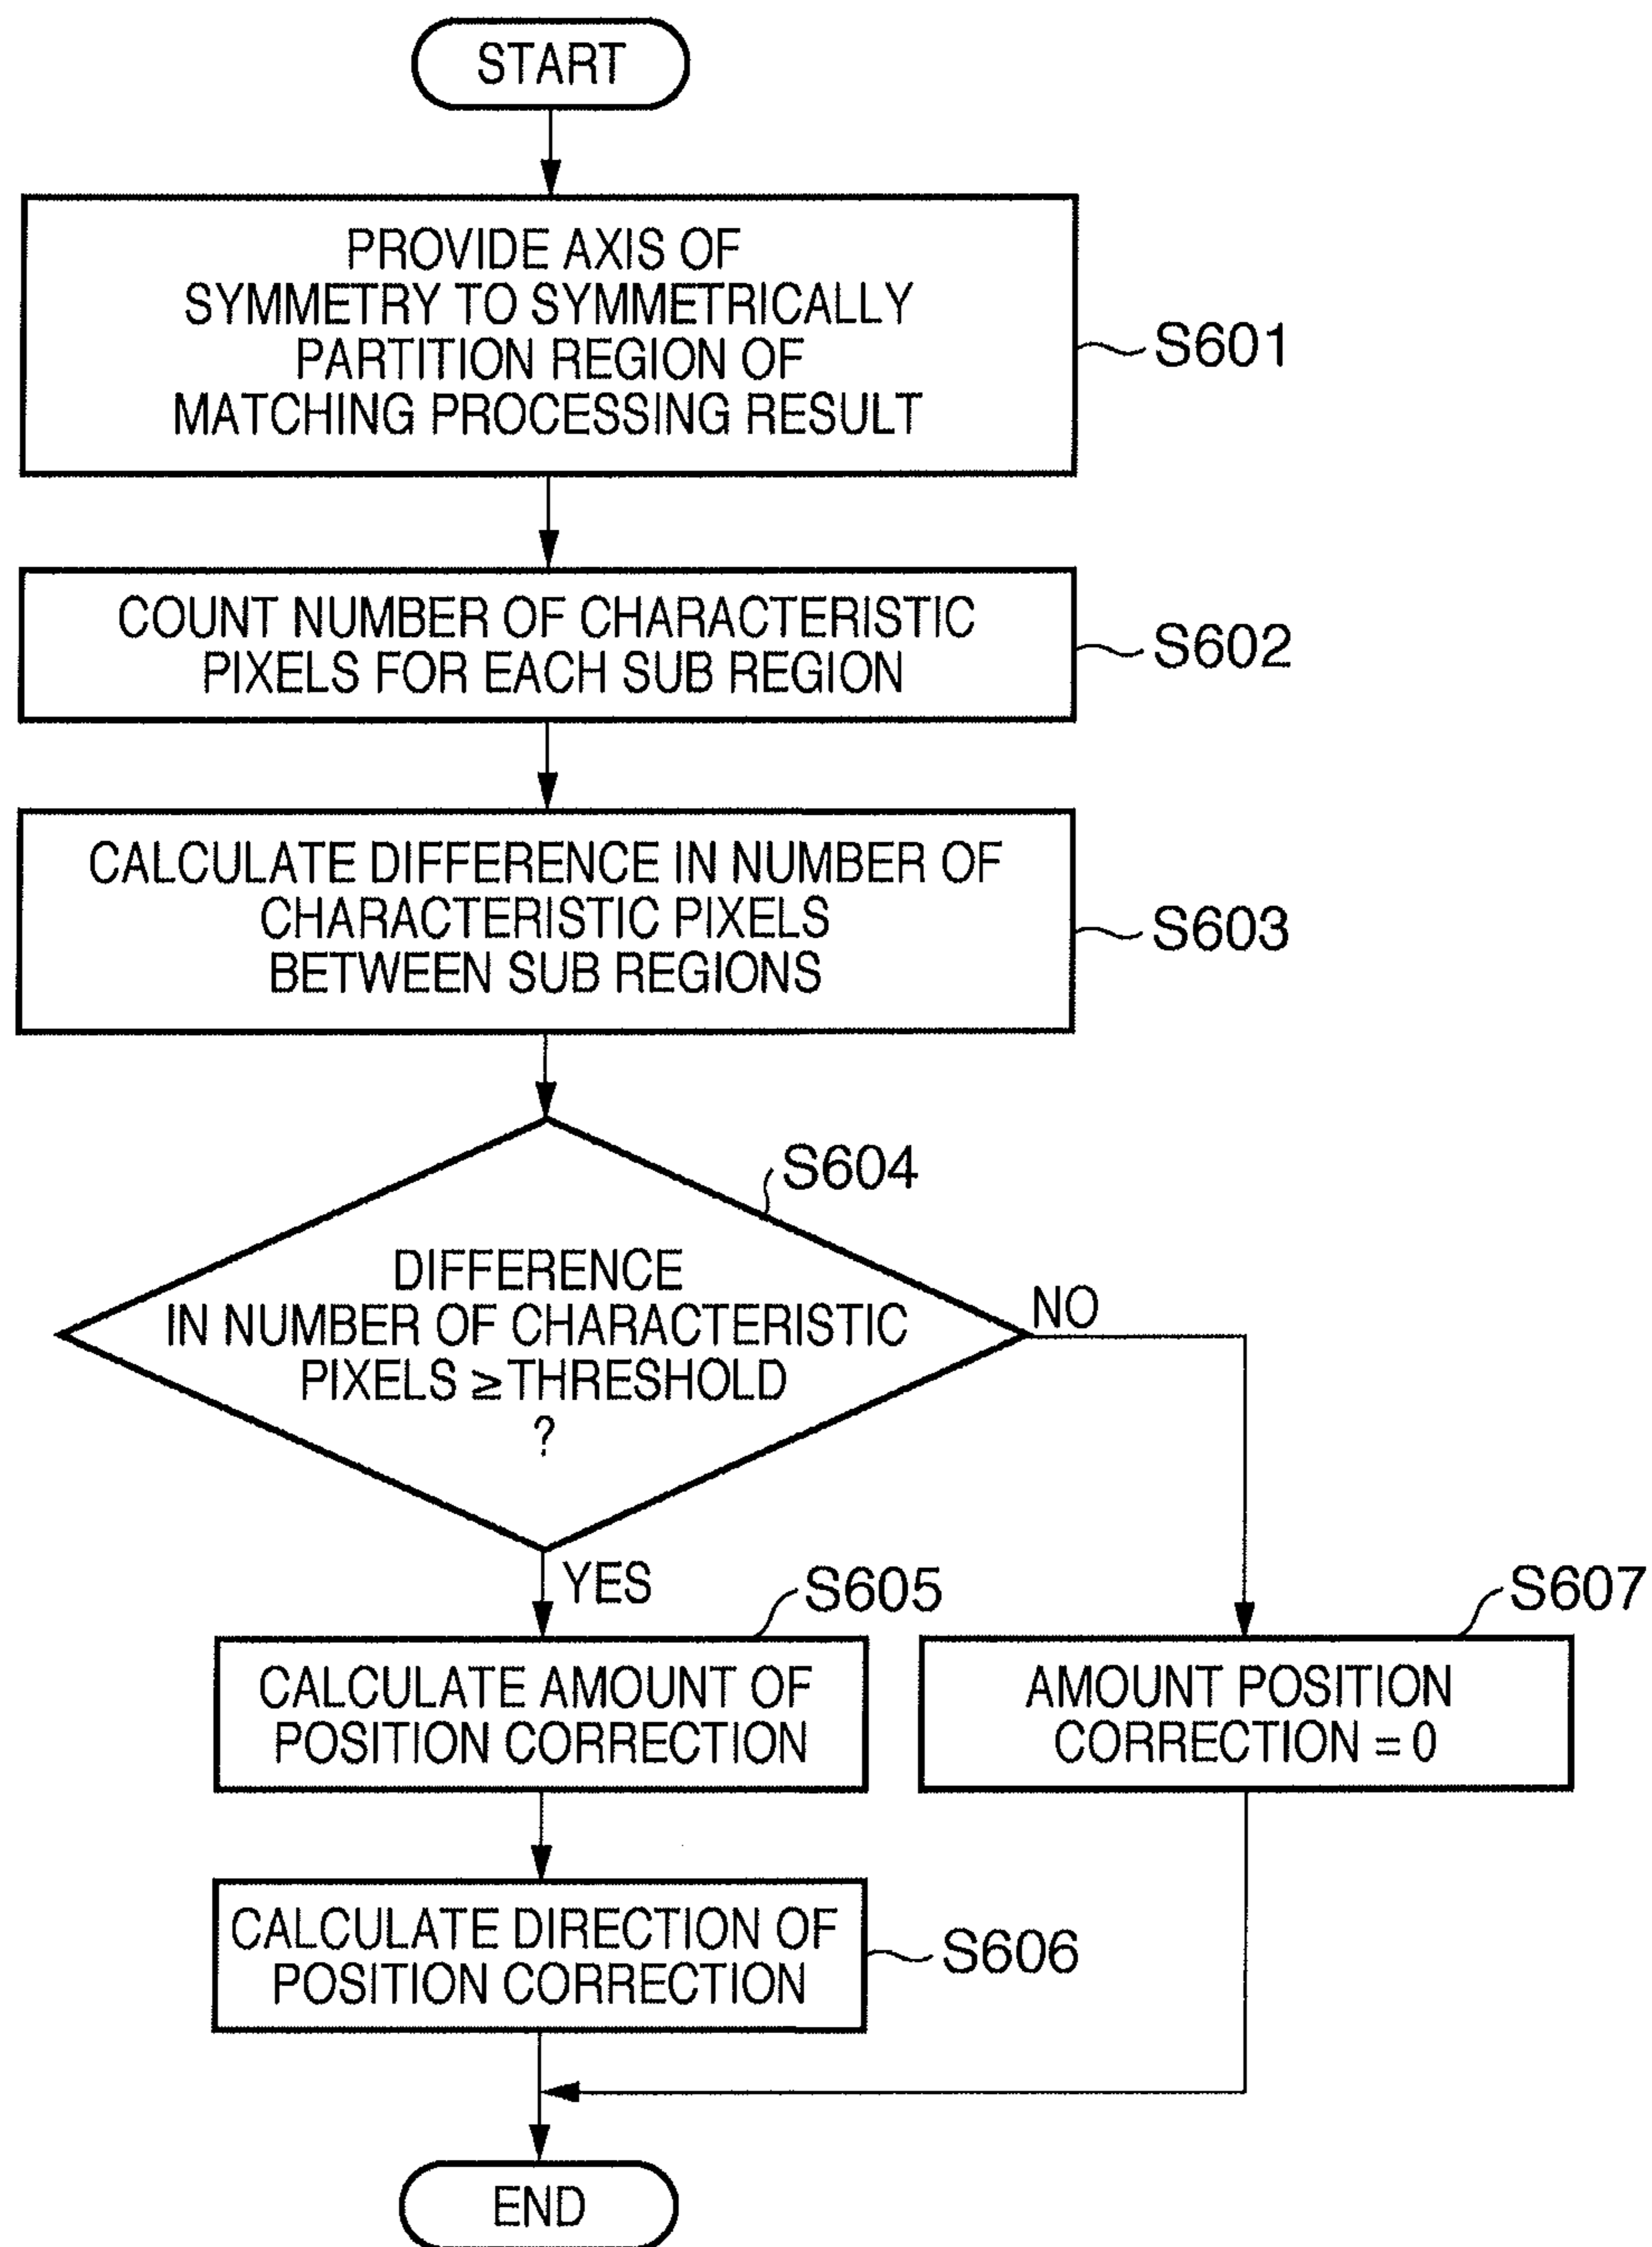 START
PROVIDE AXIS OF
SYMMETRY TO SYMMETRICALLY
PARTITION REGION OF
MATCHING PROCESSING RESULT
S601
COUNT NUMBER OF CHARACTERISTIC
PIXELS FOR EACH SUB REGION
S602
CALCULATE DIFFERENCE IN NUMBER OF
CHARACTERISTIC PIXELS
BETWEEN SUB REGIONS
S603
S604
DIFFERENCE
IN NUMBER OF CHARACTERISTIC
PIXELS ≥ THRESHOLD
?
NO
YES
S605
CALCULATE AMOUNT OF
POSITION CORRECTION
S607
AMOUNT POSITION
CORRECTION = 0
CALCULATE DIRECTION OF
POSITION CORRECTION
S606
END